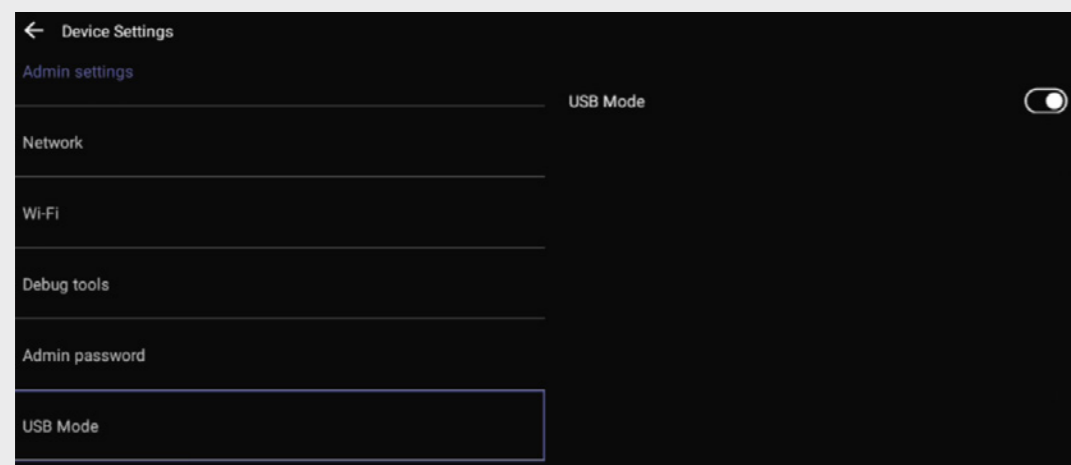 Device Settings
Admin settings
USB Mode
Network
Wi-Fi
Debug tools
Admin password
USB Mode